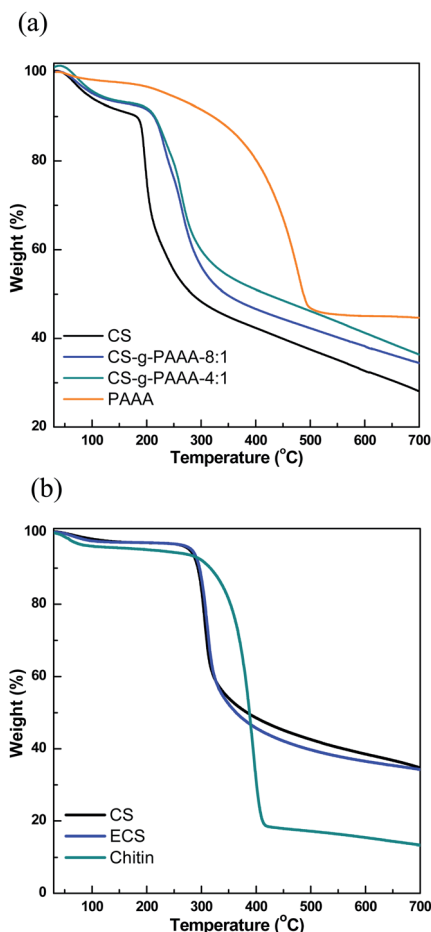 (a)
100
80
60
40
20
Weight (%)
CS
CS-g-PAAA-8:1
CS-g-PAAA-4:1
PAAA
100 200 300 400 500 600 700
Temperature (°C)
(b)
100
80
60
40
20
0
Weight (%)
CS
ECS
Chitin
100 200 300 400 500 600 700
Temperature (°C)